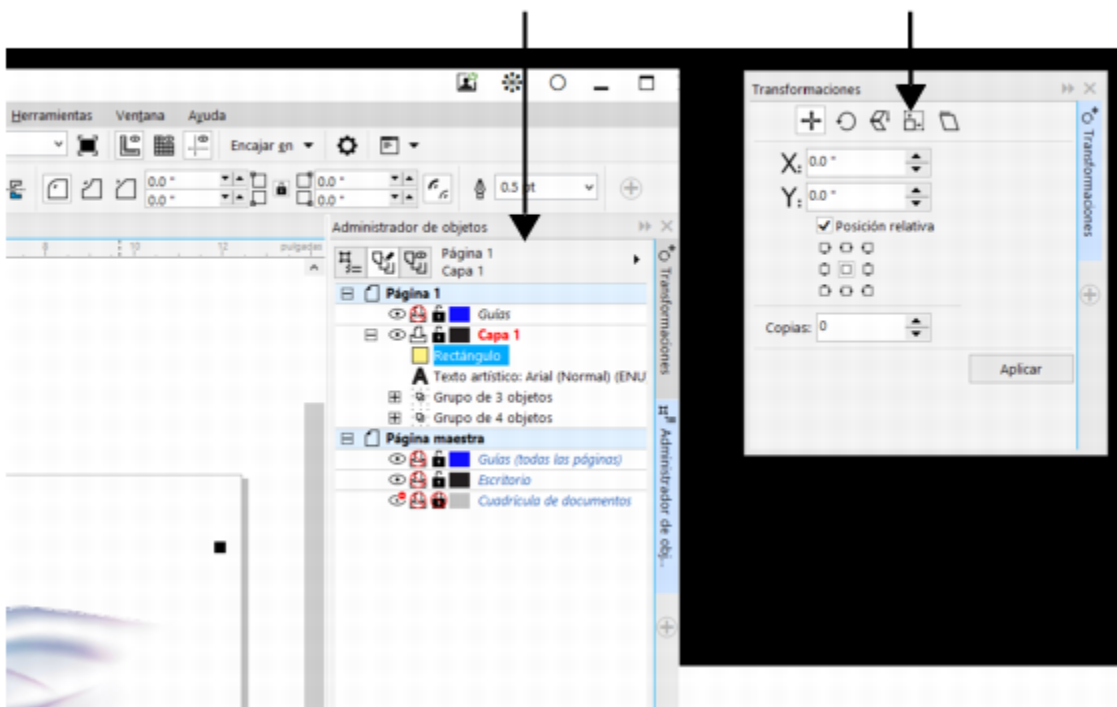 Herramientas Ventana Ayuda
Encajar en
0.0 "
0.0 "
0.0 "
0.0 "
8 10 12 pulgadas
Administrador de objetos
Página 1
Capa 1
Página 1
Guías
Capa 1
Rectángulo
Texto artístico: Arial (Normal) (ENU
Grupo de 3 objetos
Grupo de 4 objetos
Página maestra
Guías (todas las páginas)
Escritorio
Cuadrícula de documentos
Transformaciones
Administrador de obj...
Transformaciones
X: 0.0 "
Y: 0.0 "
Posición relativa
Copias: 0
Aplicar
Transformaciones